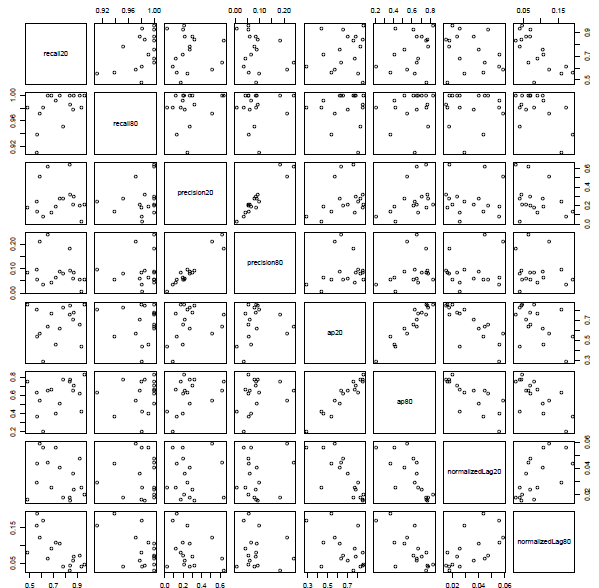 0.92 0.96 1.00 0.00 0.10 0.20 0.2 0.4 0.6 0.8 0.05 0.15
recall20
0.5 0.7 0.9
0.92 0.96 1.00
recall80
precision20
0.0 0.2 0.4 0.6
0.00 0.10 0.20
precision80
ap20
0.3 0.5 0.7
0.2 0.4 0.6 0.8
ap80
normalizedLag20
0.02 0.04 0.06
0.05 0.15
normalizedLag80
0.5 0.7 0.9 0.0 0.2 0.4 0.6 0.3 0.5 0.7 0.02 0.04 0.06